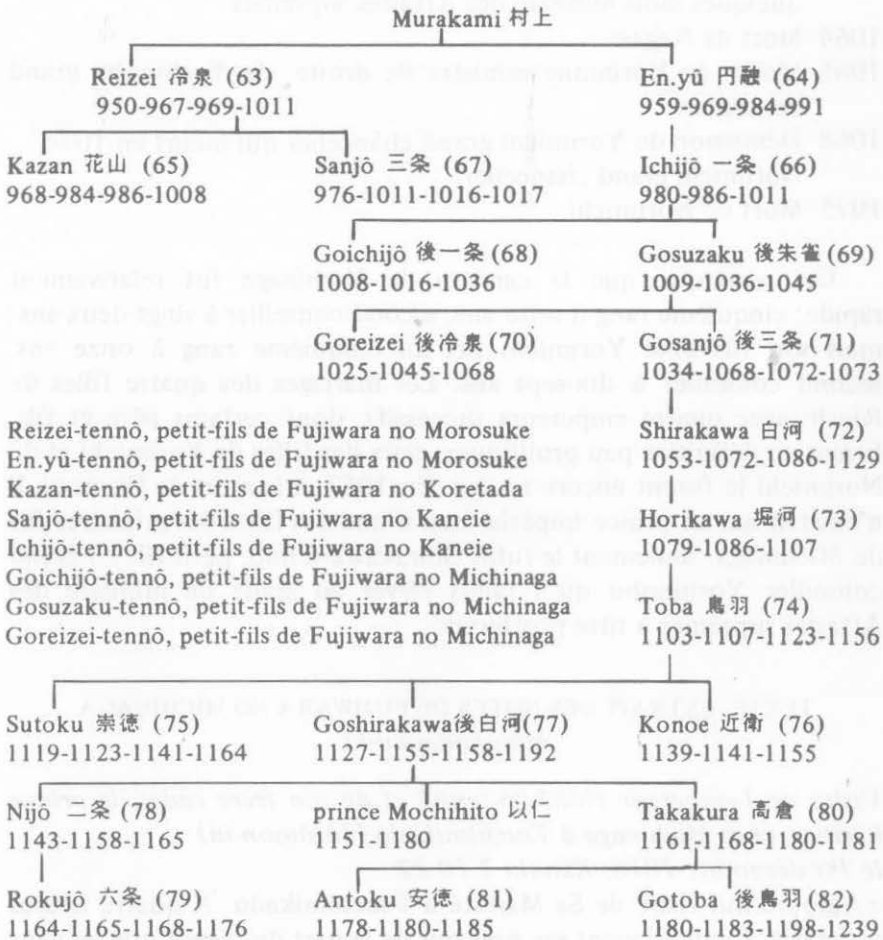 Murakami 村上
Reizei 冷泉 (63) En.yû 円融 (64)
950-967-969-1011 959-969-984-991
Kazan 花山 (65) Sanjô 三条 (67) Ichijô 一条 (66)
968-984-986-1008 976-1011-1016-1017 980-986-1011
Goichijô 後一条 (68) Gosuzaku 後朱雀 (69)
1008-1016-1036 1009-1036-1045
Goreizei 後冷泉 (70) Gosanjô 後三条 (71)
1025-1045-1068 1034-1068-1072-1073
Reizei-tennô, petit-fils de Fujiwara no Morosuke Shirakawa 白河 (72)
En.yû-tennô, petit-fils de Fujiwara no Morosuke 1053-1072-1086-1129
Kazan-tennô, petit-fils de Fujiwara no Koretada
Sanjô-tennô, petit-fils de Fujiwara no Kaneie Horikawa 堀河 (73)
Ichijô-tennô, petit-fils de Fujiwara no Kaneie 1079-1086-1107
Goichijô-tennô, petit-fils de Fujiwara no Michinaga
Gosuzaku-tennô, petit-fils de Fujiwara no Michinaga Toba 鳥羽 (74)
Goreizei-tennô, petit-fils de Fujiwara no Michinaga 1103-1107-1123-1156
Sutoku 崇徳 (75) Goshirakawa 後白河 (77) Konoe 近衛 (76)
1119-1123-1141-1164 1127-1155-1158-1192 1139-1141-1155
Nijô 二条 (78) prince Mochihito 以仁 Takakura 高倉 (80)
1143-1158-1165 1151-1180 1161-1168-1180-1181
Rokujô 六条 (79) Antoku 安徳 (81) Gotoba 後鳥羽 (82)
1164-1165-1168-1176 1178-1180-1185 1180-1183-1198-1239